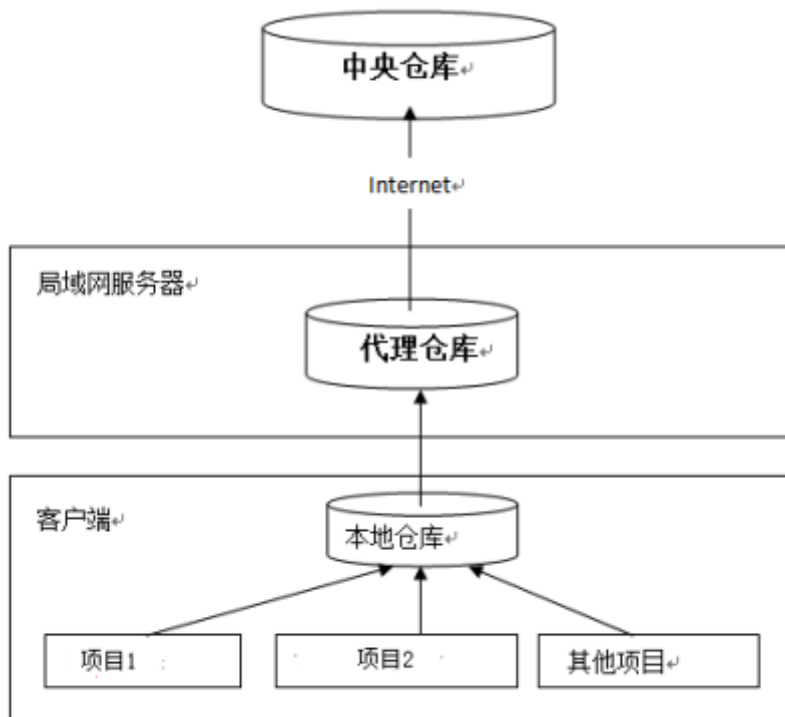 中央仓库↵
Internet↵
局域网服务器↵
代理仓库↵
客户端↵
本地仓库↵
项目1
项目2
其他项目↵